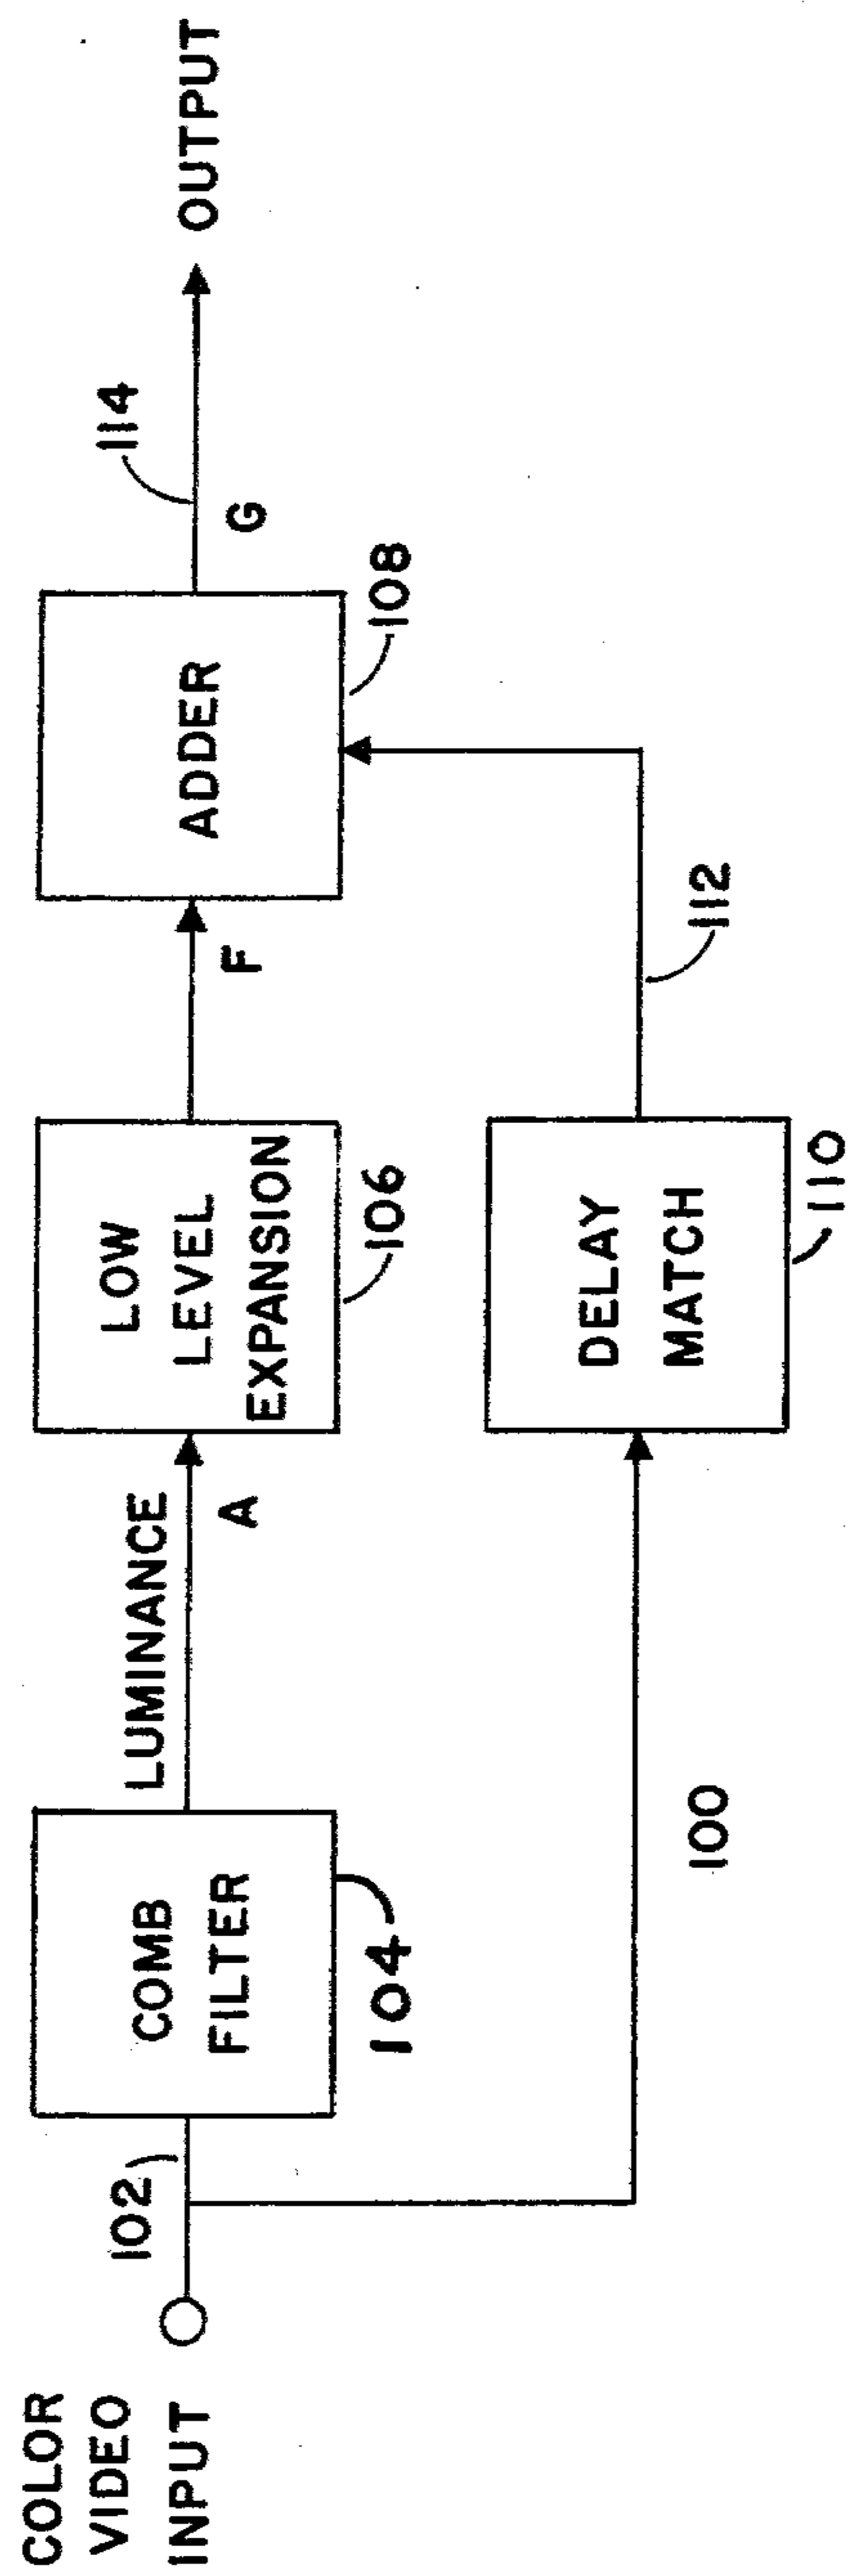 COLOR
VIDEO
INPUT
102
COMB
FILTER
104
LUMINANCE
A
LOW
LEVEL
EXPANSION
106
F
ADDER
108
114
G
OUTPUT
100
DELAY
MATCH
110
112